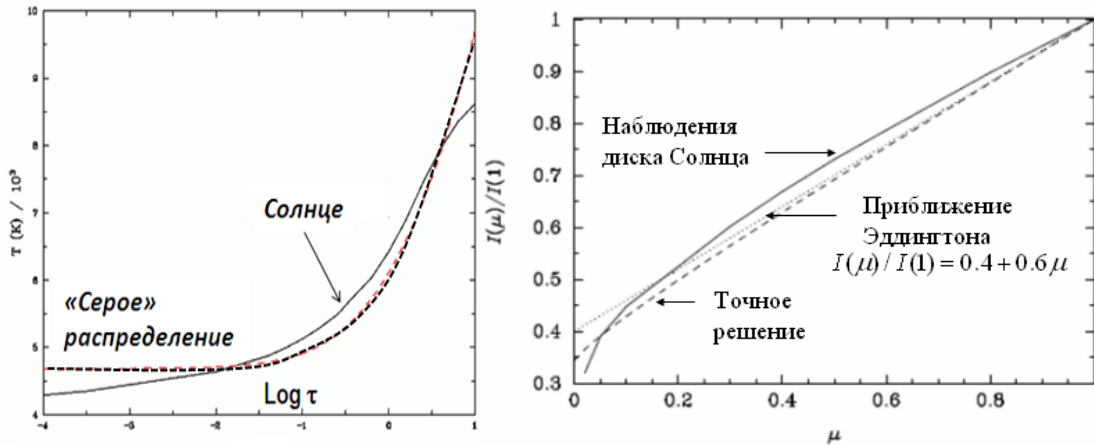 10
9
8
7
6
5
4
T (K) / 10³
Солнце
«Серое»
распределение
Log τ
-4
-3
-2
-1
0
1
1
0.9
0.8
0.7
0.6
0.5
0.4
0.3
I(μ)/I(1)
Наблюдения
диска Солнца
Приближение
Эддингтона
I(μ) / I(1) = 0.4 + 0.6 μ
Точное
решение
0
0.2
0.4
0.6
0.8
μ